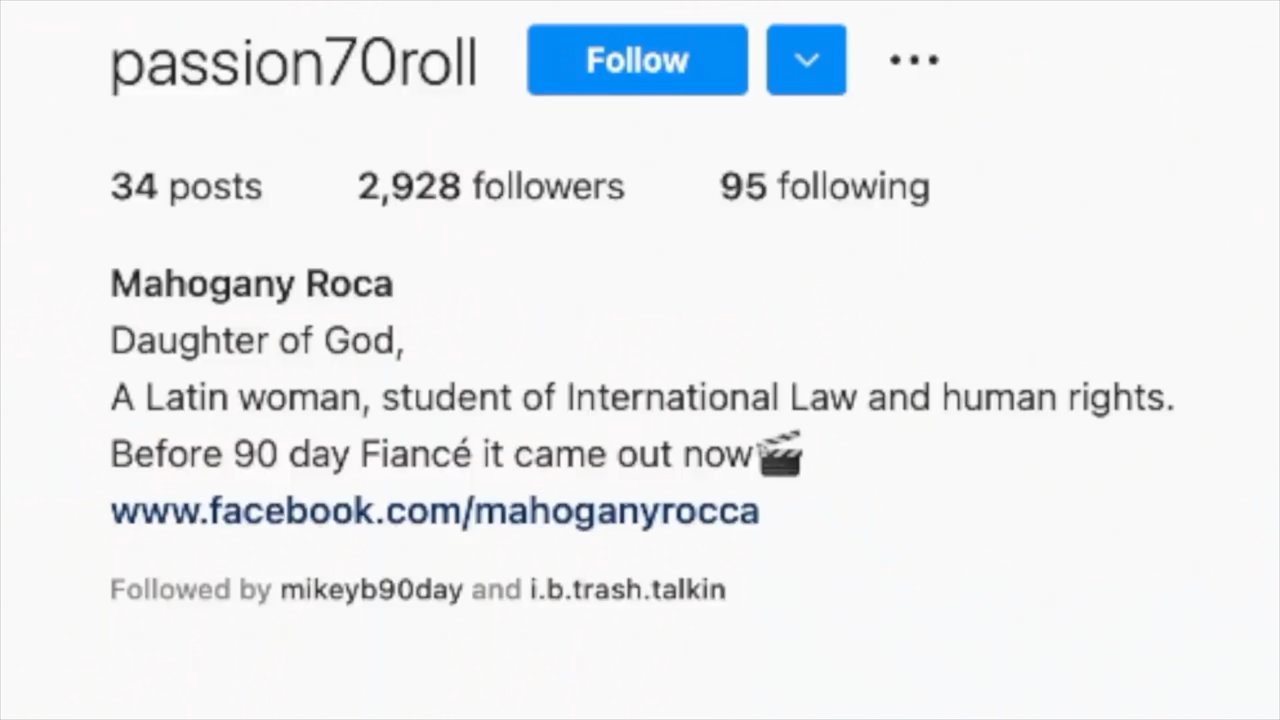 passion70roll Follow
34 posts 2,928 followers 95 following
Mahogany Roca
Daughter of God,
A Latin woman, student of International Law and human rights.
Before 90 day Fiancé it came out now🎬
www.facebook.com/mahoganyrocca
Followed by mikeyb90day and i.b.trash.talkin